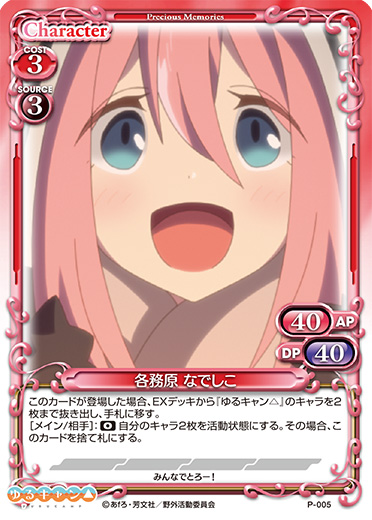 Precious Memories
Character
COST
3
SOURCE
3
40 AP
DP 40
各務原 なでしこ
このカードが登場した場合、EXデッキから『ゆるキャン△』のキャラを2
枚まで抜き出し、手札に移す。
[メイン/相手]:0 自分のキャラ2枚を活動状態にする。その場合、こ
のカードを捨て札にする。
みんなでとろー!
ゆるキャン△
©あfろ・芳文社/野外活動委員会
P-005